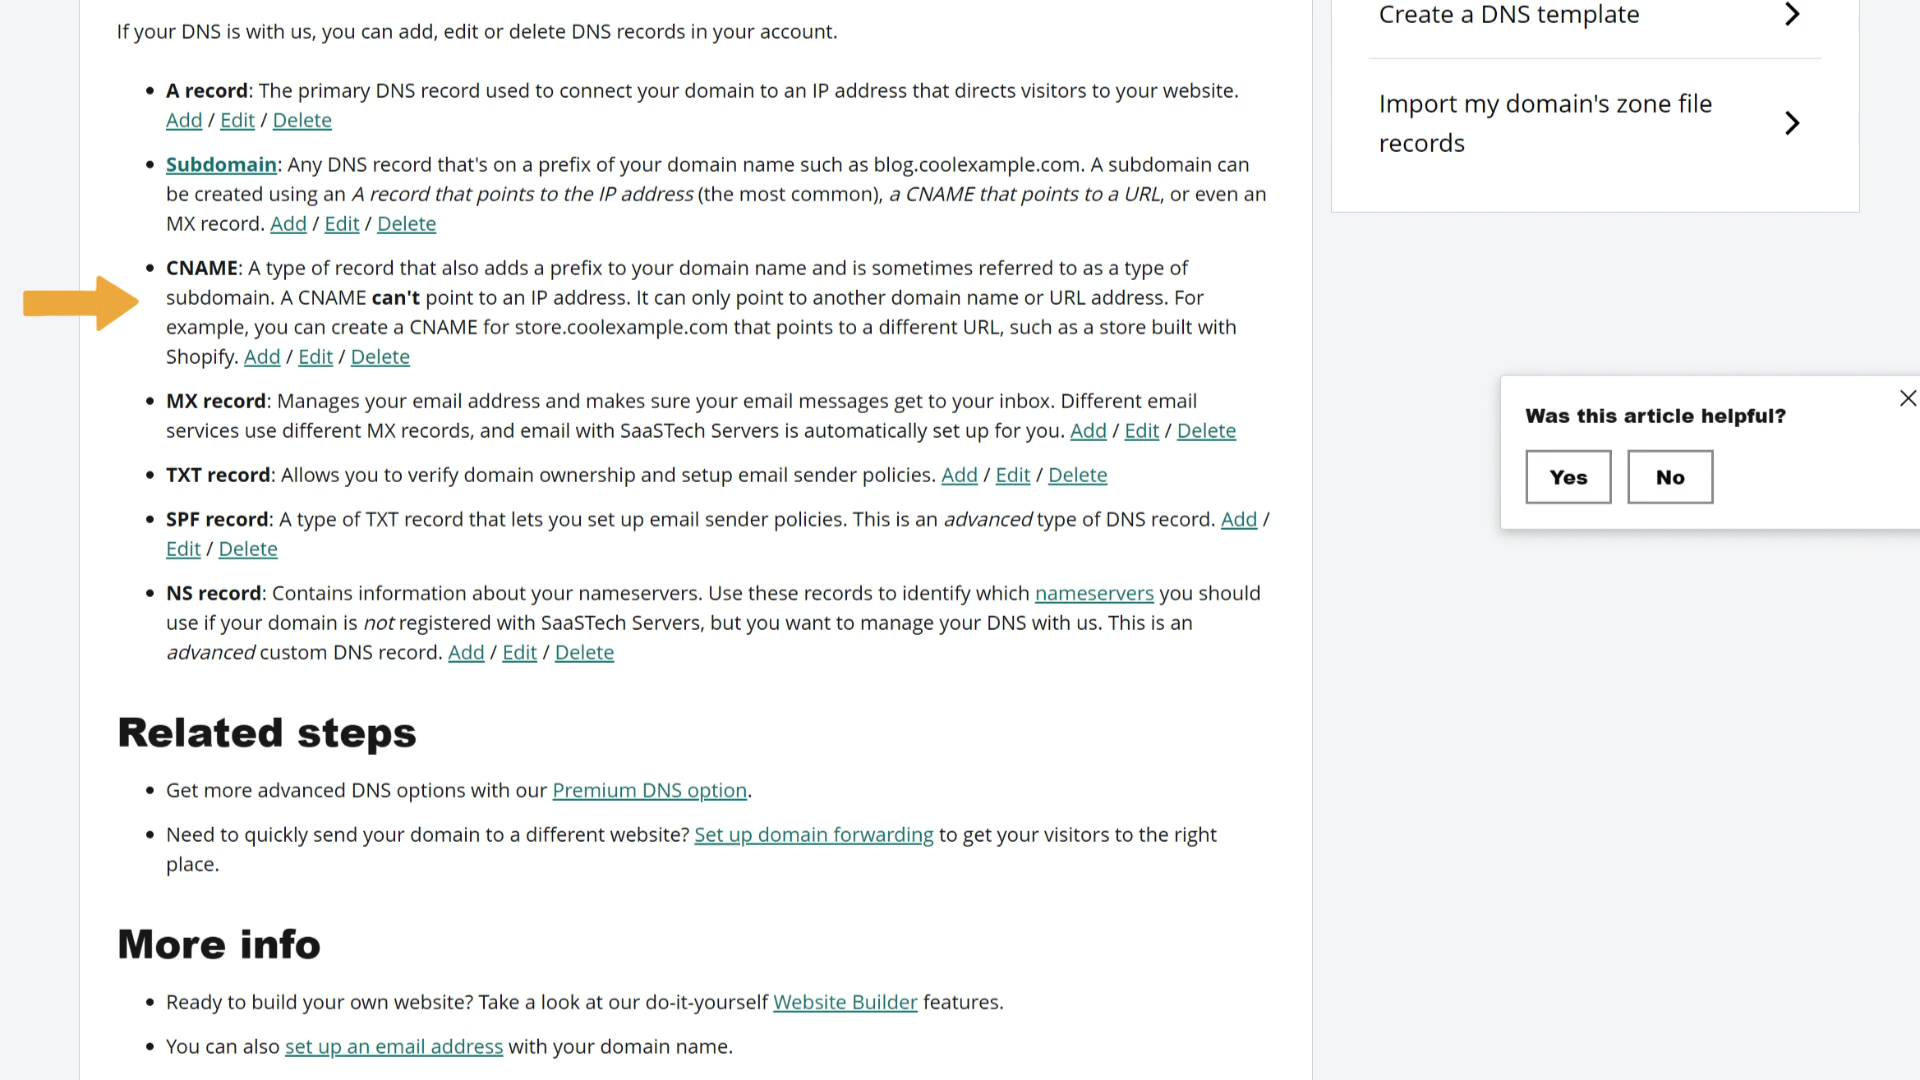 If your DNS is with us, you can add, edit or delete DNS records in your account.
A record: The primary DNS record used to connect your domain to an IP address that directs visitors to your website.
Add / Edit / Delete
Subdomain: Any DNS record that's on a prefix of your domain name such as blog.coolexample.com. A subdomain can
be created using an A record that points to the IP address (the most common), a CNAME that points to a URL, or even an
MX record. Add / Edit / Delete
CNAME: A type of record that also adds a prefix to your domain name and is sometimes referred to as a type of
subdomain. A CNAME can't point to an IP address. It can only point to another domain name or URL address. For
example, you can create a CNAME for store.coolexample.com that points to a different URL, such as a store built with
Shopify. Add / Edit / Delete
MX record: Manages your email address and makes sure your email messages get to your inbox. Different email
services use different MX records, and email with SaaSTech Servers is automatically set up for you. Add / Edit / Delete
TXT record: Allows you to verify domain ownership and setup email sender policies. Add / Edit / Delete
SPF record: A type of TXT record that lets you set up email sender policies. This is an advanced type of DNS record. Add /
Edit / Delete
NS record: Contains information about your nameservers. Use these records to identify which nameservers you should
use if your domain is not registered with SaaSTech Servers, but you want to manage your DNS with us. This is an
advanced custom DNS record. Add / Edit / Delete
Related steps
Get more advanced DNS options with our Premium DNS option.
Need to quickly send your domain to a different website? Set up domain forwarding to get your visitors to the right
place.
More info
Ready to build your own website? Take a look at our do-it-yourself Website Builder features.
You can also set up an email address with your domain name.
Create a DNS template
Import my domain's zone file
records
Was this article helpful?
Yes
No